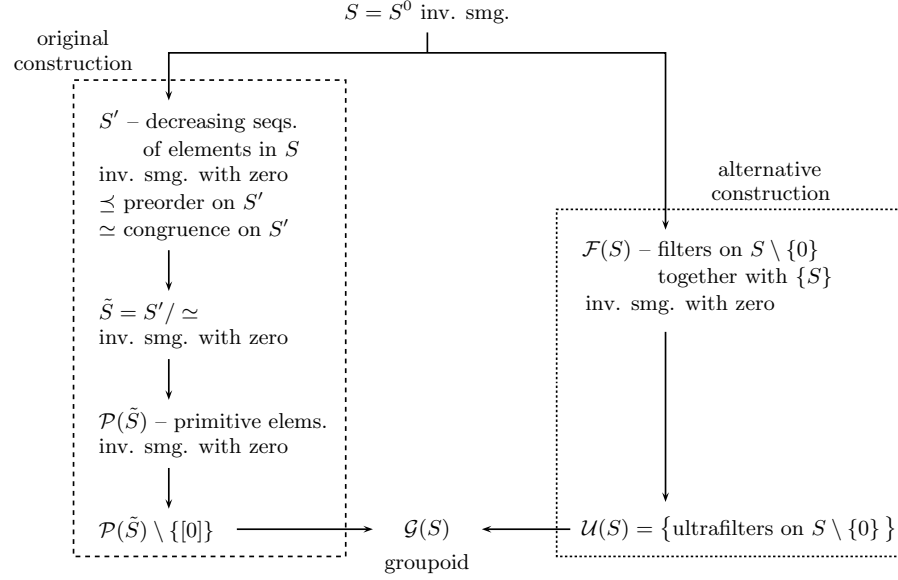 S = S⁰ inv. smg.
original
construction
S′ – decreasing seqs.
of elements in S
inv. smg. with zero
⪯ preorder on S′
≃ congruence on S′
S̃ = S′/ ≃
inv. smg. with zero
𝒫(S̃) – primitive elems.
inv. smg. with zero
𝒫(S̃) \ {[0]}
𝒢(S)
groupoid
alternative
construction
ℱ(S) – filters on S \ {0}
together with {S}
inv. smg. with zero
𝒰(S) = {ultrafilters on S \ {0} }